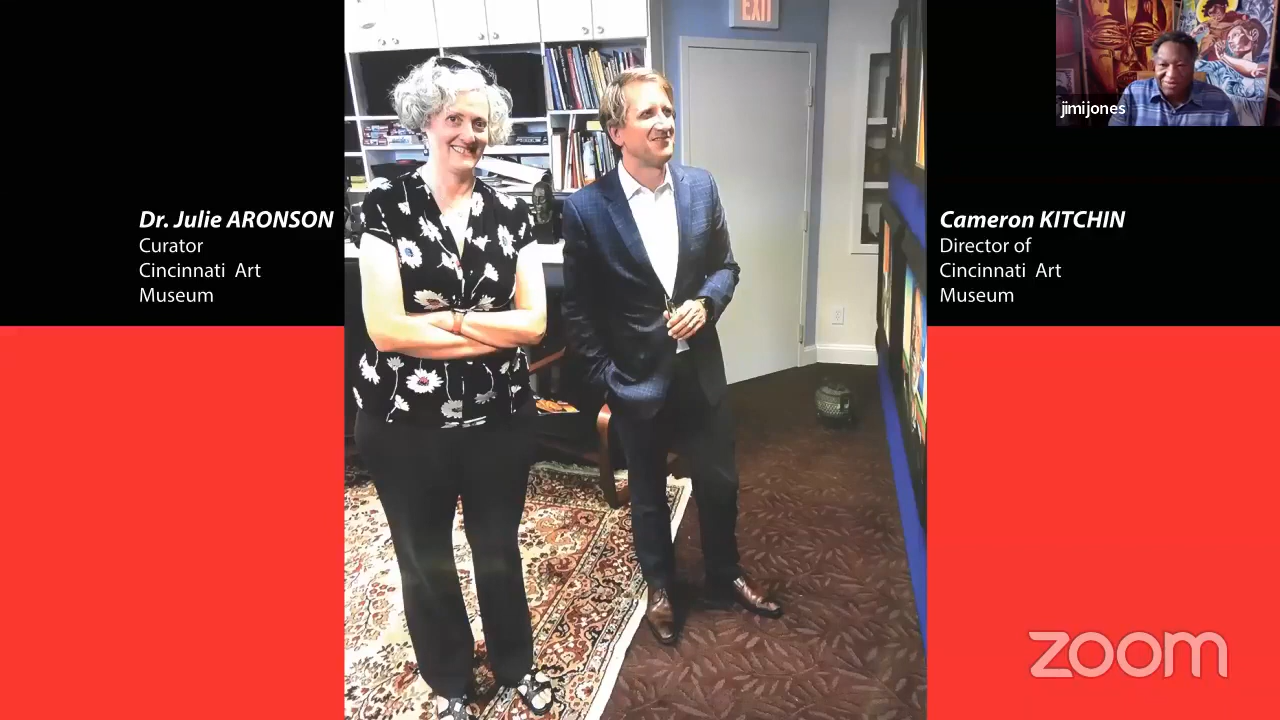 EXIT
jimijones
Dr. Julie ARONSON
Curator
Cincinnati Art
Museum
Cameron KITCHIN
Director of
Cincinnati Art
Museum
zoom